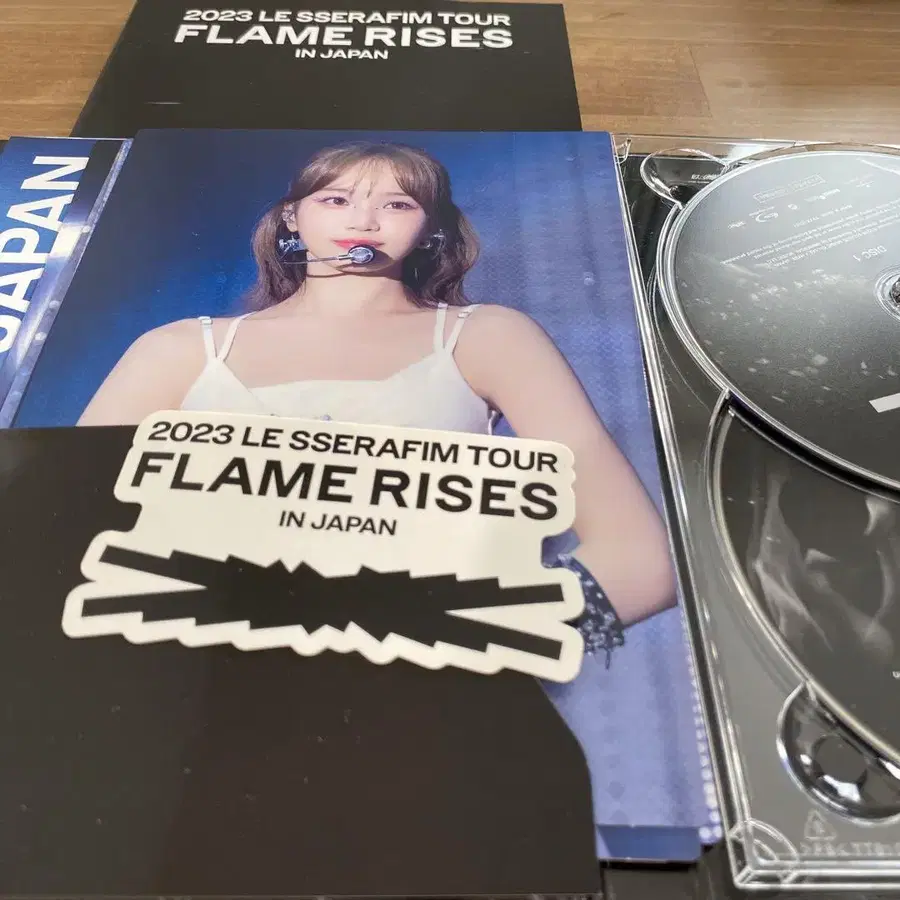 2023 LE SSERAFIM TOUR
FLAME RISES
IN JAPAN
JAPAN
2023 LE SSERAFIM TOUR
FLAME RISES
IN JAPAN
DISC 1